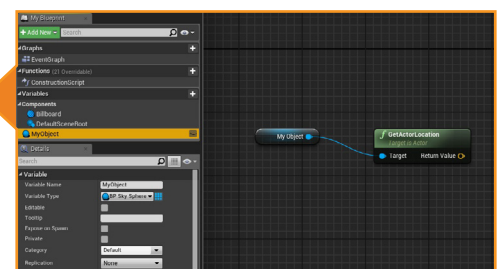 My Blueprint
+Add New
Search
Graphs
EventGraph
Functions (21 Overridable)
ConstructionScript
Variables
Components
Billboard
DefaultSceneRoot
MyObject
Details
Search
Variable
Variable Name MyObject
Variable Type BP Sky Sphere
Editable
Tooltip
Expose on Spawn
Private
Category Default
Replication None
My Object
GetActorLocation
Target is Actor
Target Return Value